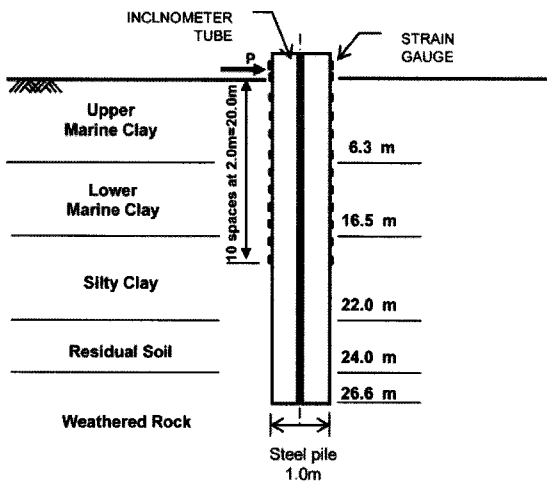 INCLNOMETER
TUBE
STRAIN
GAUGE
P
Upper
Marine Clay
6.3 m
10 spaces at 2.0m=20.0m
Lower
Marine Clay
16.5 m
Silty Clay
22.0 m
Residual Soil
24.0 m
26.6 m
Weathered Rock
Steel pile
1.0m